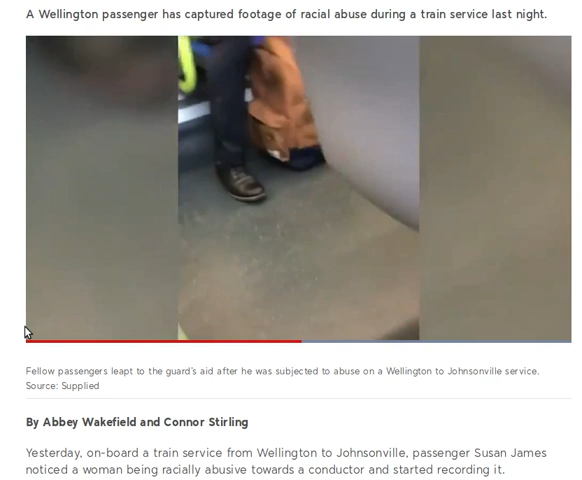 A Wellington passenger has captured footage of racial abuse during a train service last night.
Fellow passengers leapt to the guard's aid after he was subjected to abuse on a Wellington to Johnsonville service.
Source: Supplied
By Abbey Wakefield and Connor Stirling
Yesterday, on-board a train service from Wellington to Johnsonville, passenger Susan James
noticed a woman being racially abusive towards a conductor and started recording it.